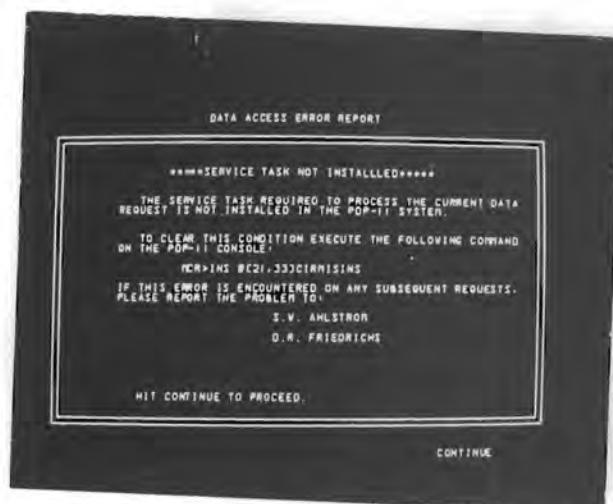 DATA ACCESS ERROR REPORT
*****SERVICE TASK NOT INSTALLLED*****
THE SERVICE TASK REQUIRED TO PROCESS THE CURRENT DATA
REQUEST IS NOT INSTALLED IN THE PDP-11 SYSTEM.
TO CLEAR THIS CONDITION EXECUTE THE FOLLOWING COMMAND
ON THE PDP-11 CONSOLE:
MCR>INS
IF THIS ERROR IS ENCOUNTERED ON ANY SUBSEQUENT REQUESTS.
PLEASE REPORT THE PROBLEM TO:
S.W. AHLSTROM
D.R. FRIEDRICHS
HIT CONTINUE TO PROCEED.
CONTINUE